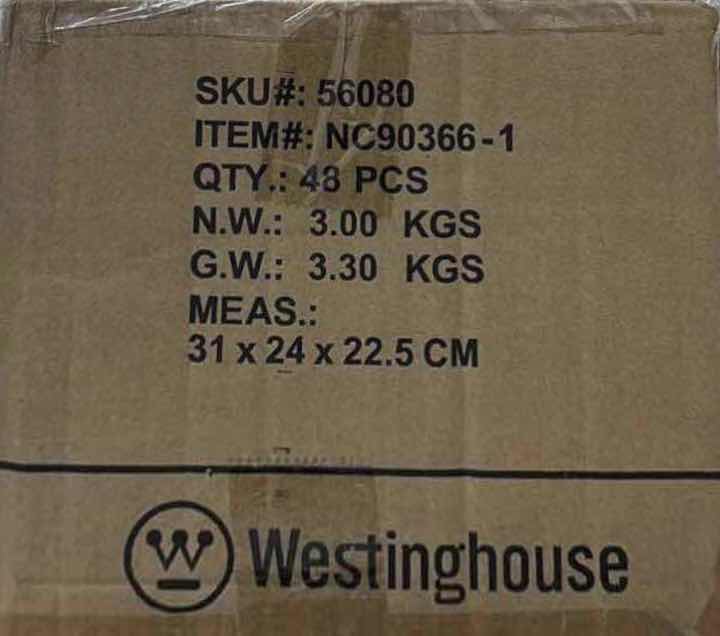 SKU#: 56080
ITEM#: NC90366-1
QTY.: 48 PCS
N.W.: 3.00 KGS
G.W.: 3.30 KGS
MEAS.:
31 x 24 x 22.5 CM
W Westinghouse